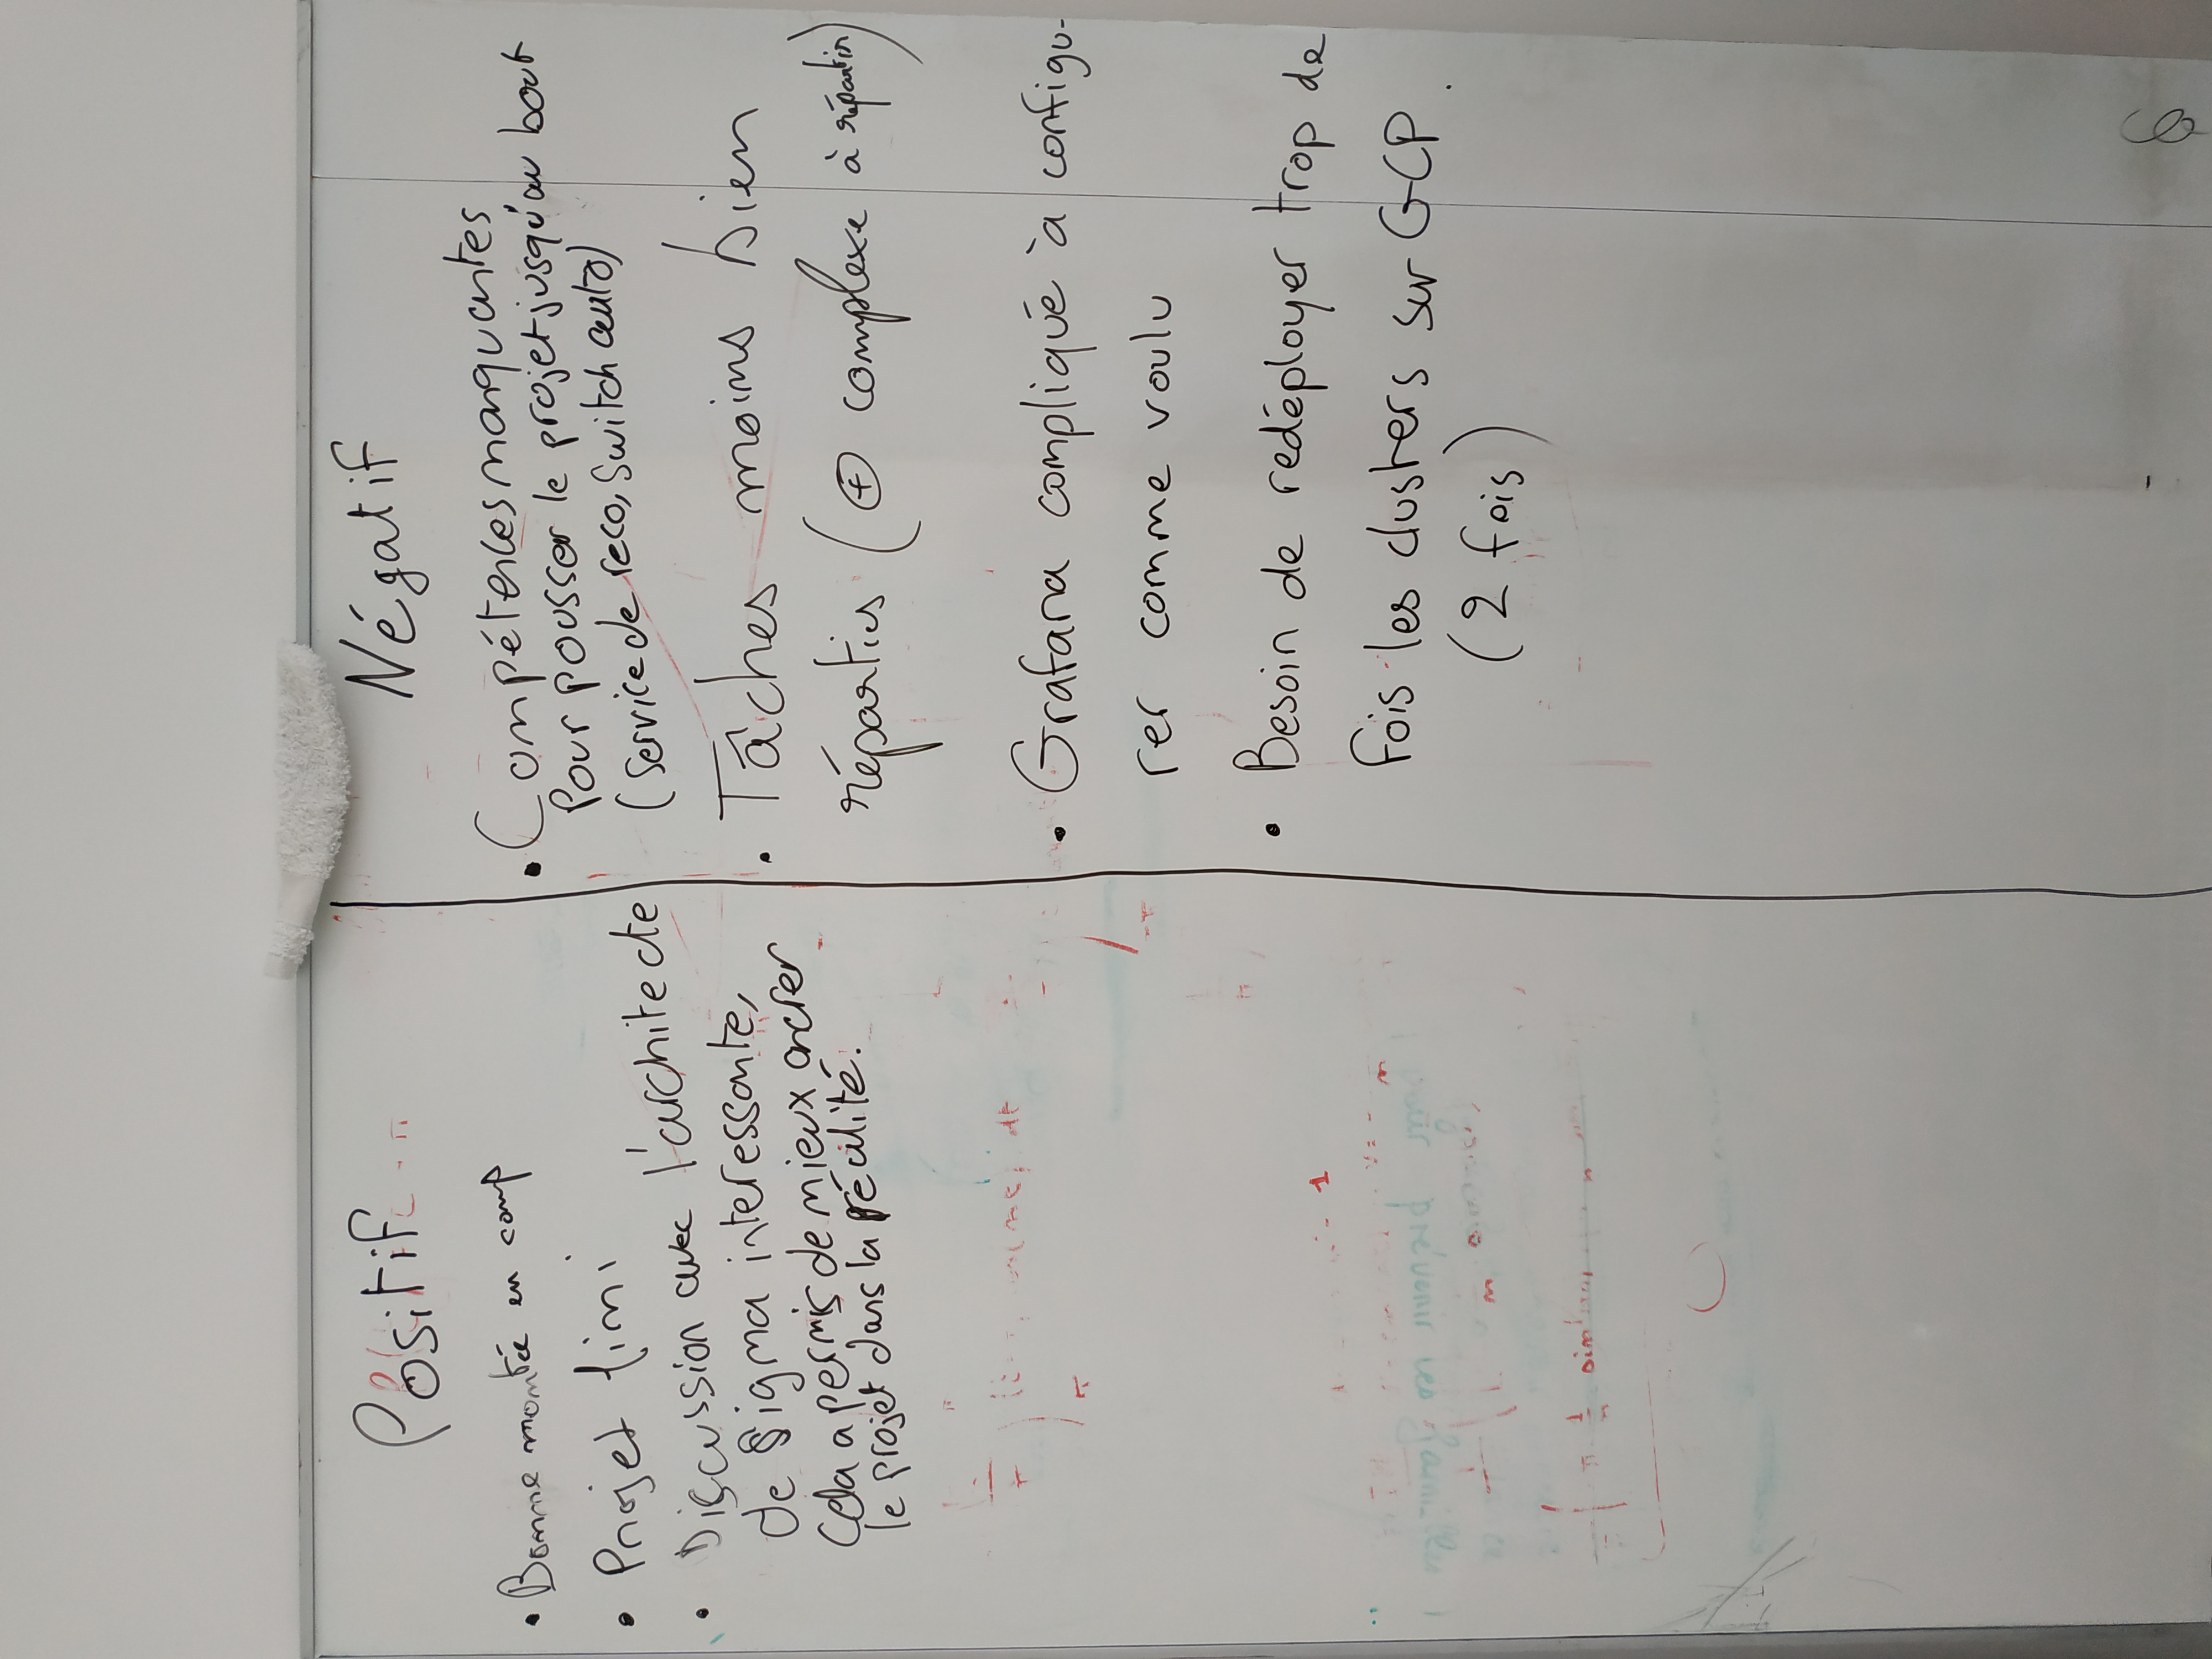 Positif
• Bonne montée en comp
• Projet fini
• Discussion avec l'architecte
de Sigma interessante,
Cela a permis de mieux ancrer
le projet dans la réalité.
Négatif
• Compétences manquantes
Pour pousser le projet jusqu'au bout
(service de reco, Switch auto)
• Tâches moins bien
réparties (⊕ complexe à répartir)
• Grafana compliqué à configu-
rer comme voulu
• Besoin de redéployer trop de
fois les clusters sur GCP.
(2 fois)